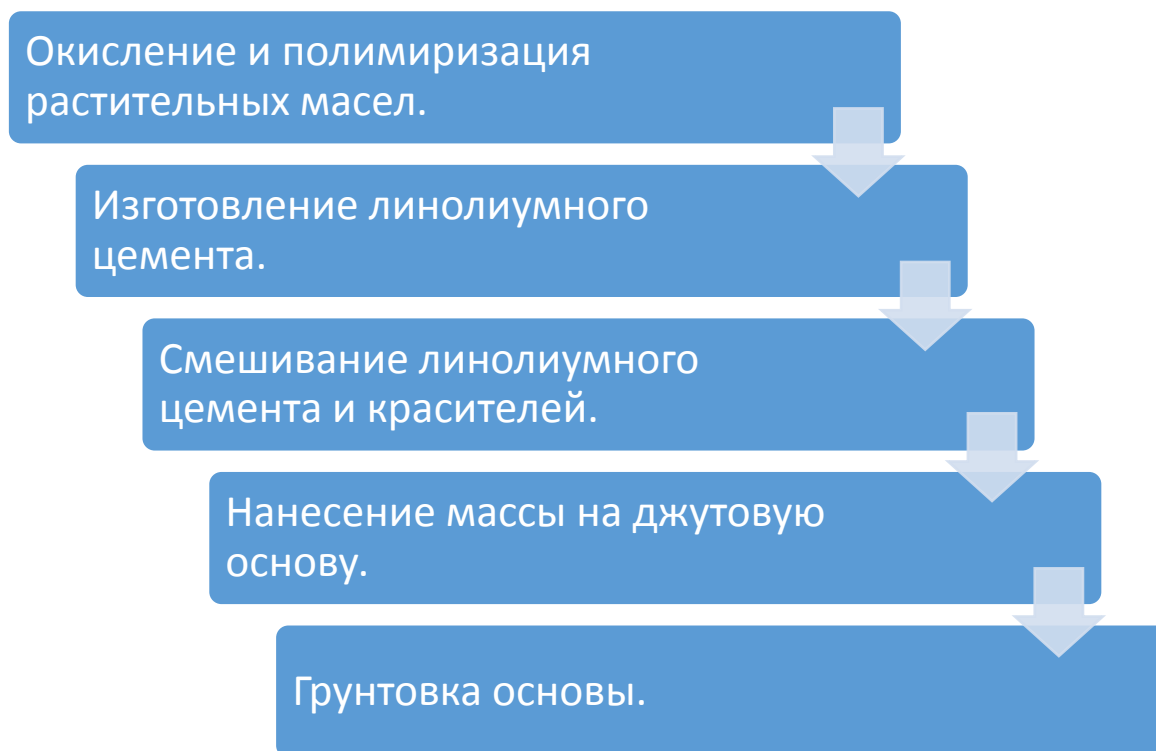 Окисление и полимиризация
растительных масел.
Изготовление линолиумного
цемента.
Смешивание линолиумного
цемента и красителей.
Нанесение массы на джутовую
основу.
Грунтовка основы.